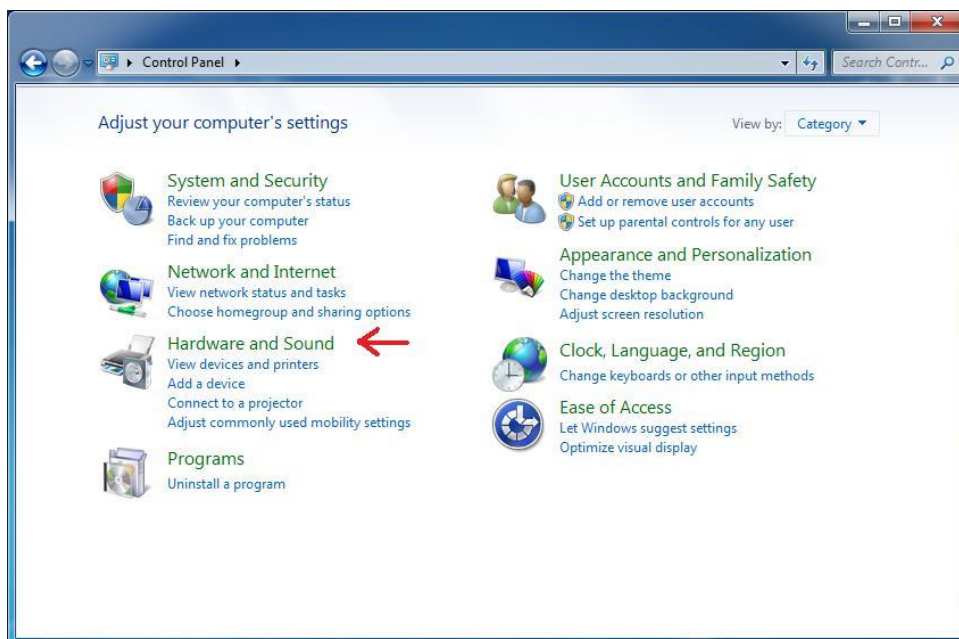 Control Panel
Search Contr...
Adjust your computer's settings
View by: Category
System and Security
Review your computer's status
Back up your computer
Find and fix problems
Network and Internet
View network status and tasks
Choose homegroup and sharing options
Hardware and Sound
View devices and printers
Add a device
Connect to a projector
Adjust commonly used mobility settings
Programs
Uninstall a program
User Accounts and Family Safety
Add or remove user accounts
Set up parental controls for any user
Appearance and Personalization
Change the theme
Change desktop background
Adjust screen resolution
Clock, Language, and Region
Change keyboards or other input methods
Ease of Access
Let Windows suggest settings
Optimize visual display